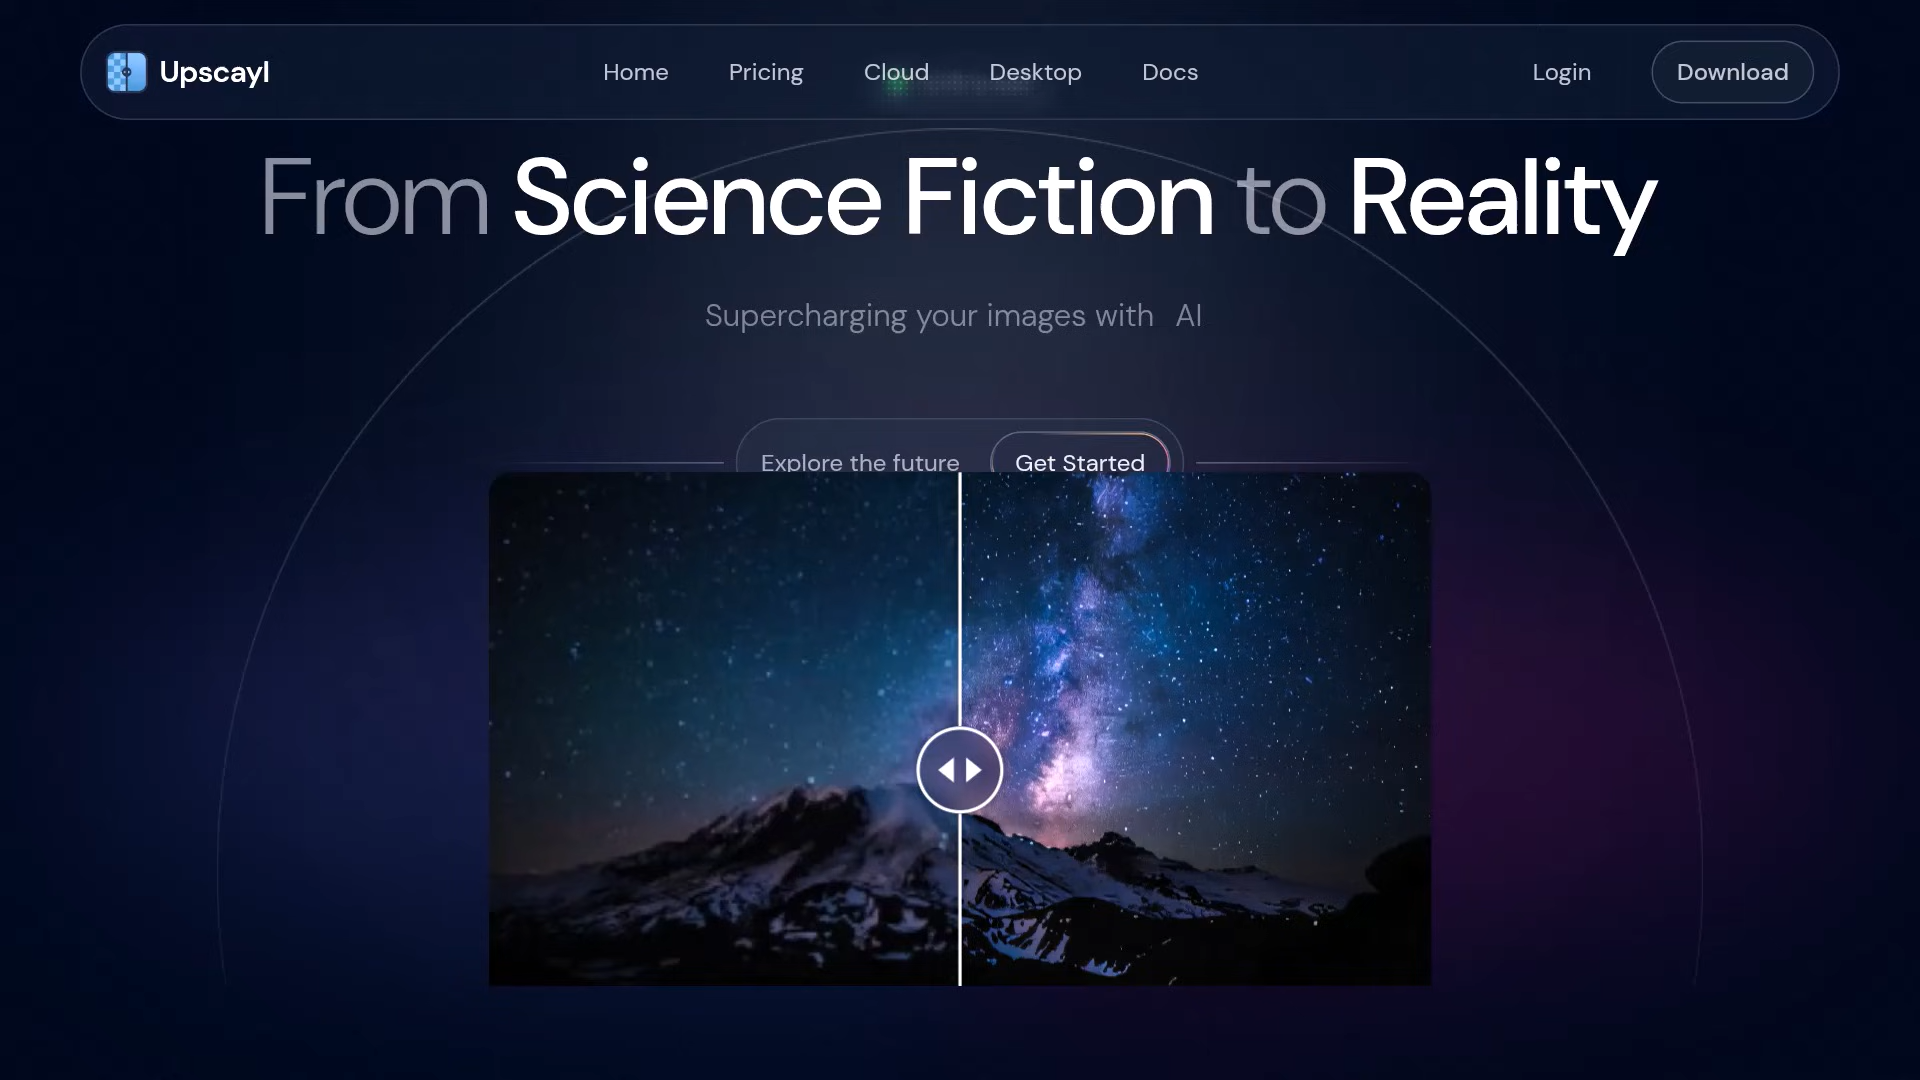 Upscayl
Home Pricing Cloud Desktop Docs
Login Download
From Science Fiction to Reality
Supercharging your images with AI
Explore the future Get Started